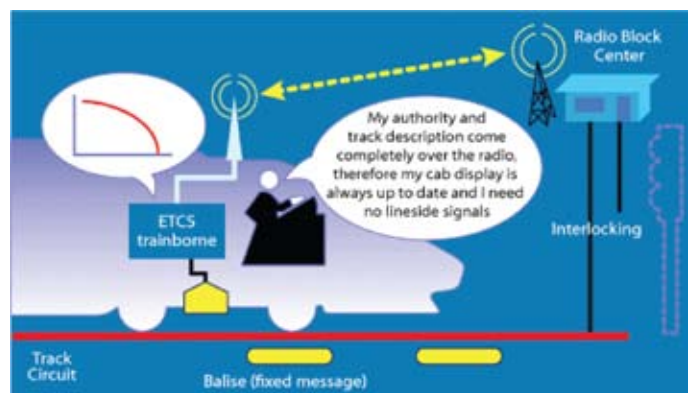 Radio Block
Center
My authority and
track description come
completely over the radio,
therefore my cab display is
always up to date and I need
no lineside signals
ETCS
trainborne
Interlocking
Track
Circuit
Balise (fixed message)